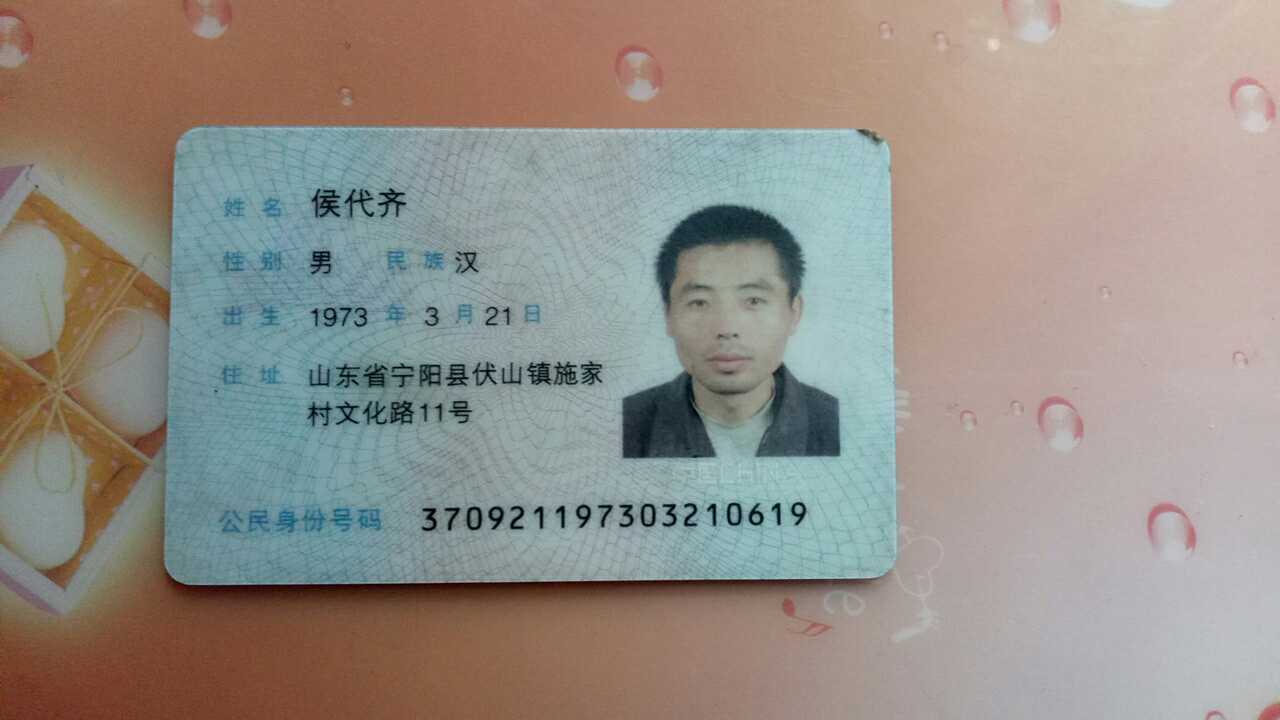 姓名 侯代齐
性别 男 民族 汉
出生 1973 年 3 月 21 日
住址 山东省宁阳县伏山镇施家
村文化路11号
公民身份号码 370921197303210619